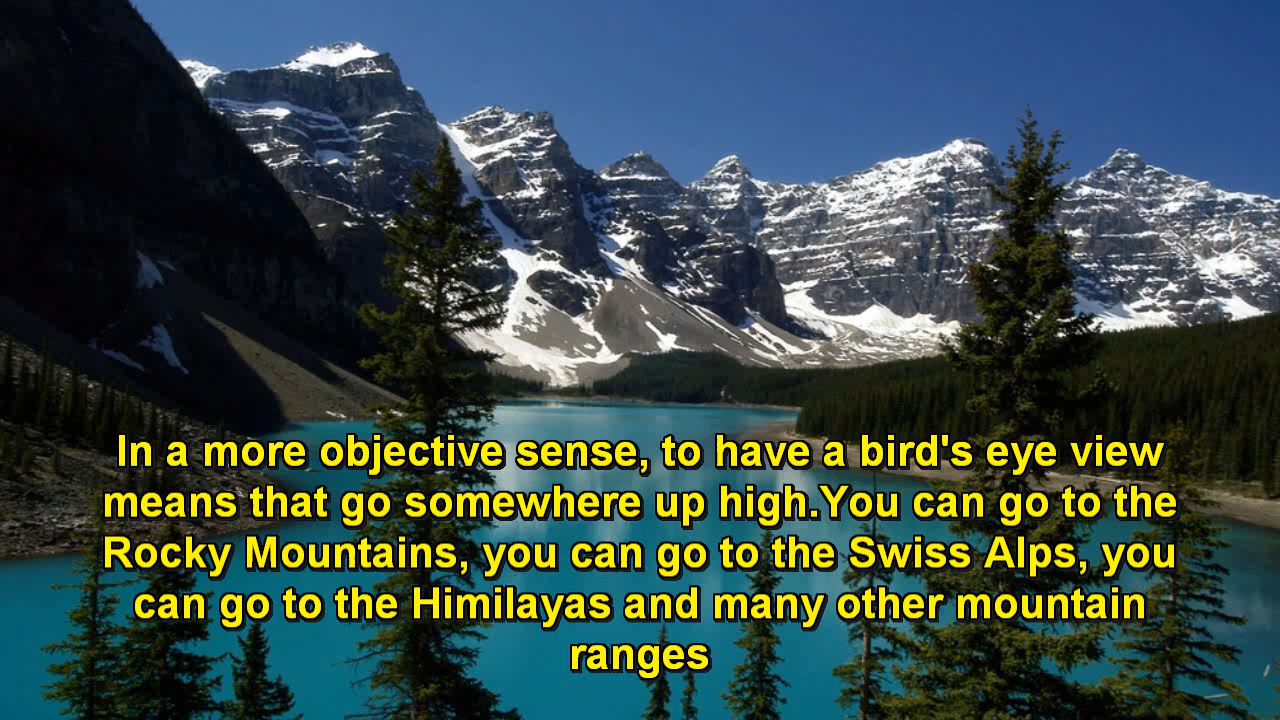 In a more objective sense, to have a bird's eye view
means that go somewhere up high.You can go to the
Rocky Mountains, you can go to the Swiss Alps, you
can go to the Himilayas and many other mountain
ranges